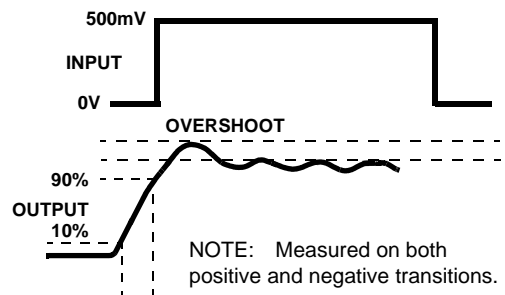 500mV
INPUT
0V
OVERSHOOT
90%
OUTPUT
10%
NOTE: Measured on both
positive and negative transitions.